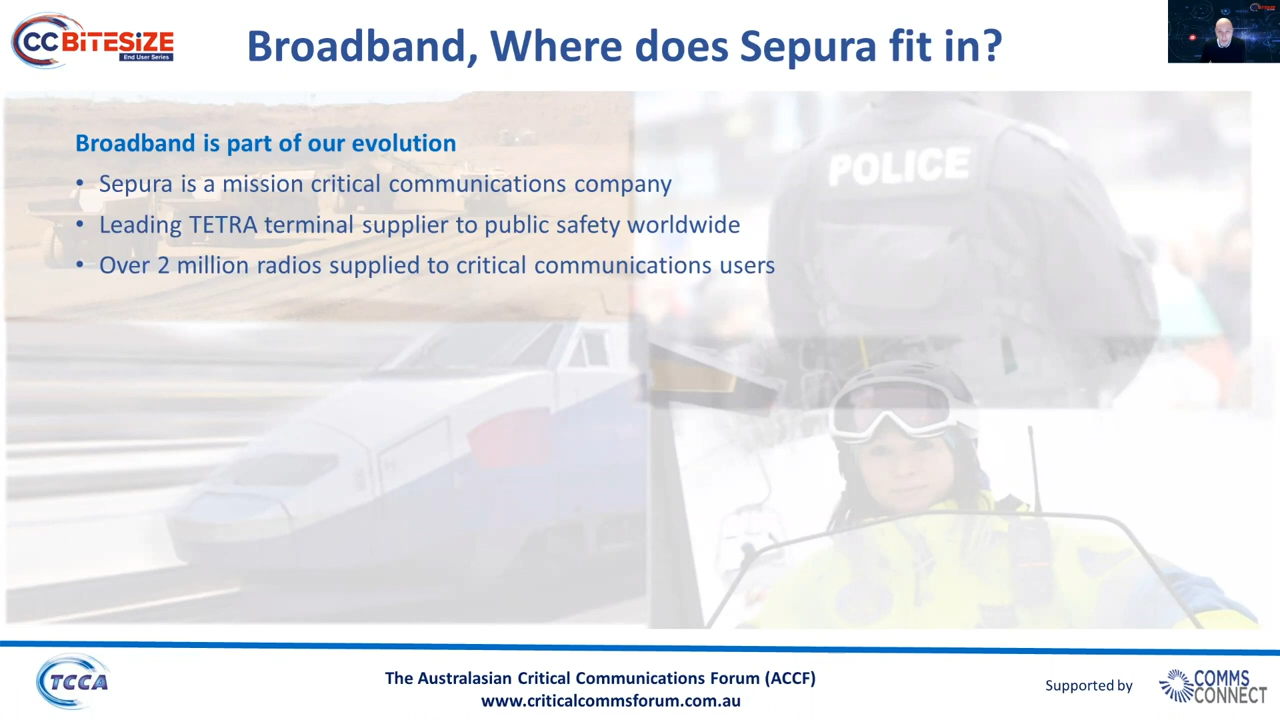 CCBITESIZE
End User Series
Broadband, Where does Sepura fit in?
Broadband is part of our evolution
• Sepura is a mission critical communications company
• Leading TETRA terminal supplier to public safety worldwide
• Over 2 million radios supplied to critical communications users
POLICE
TCCA
The Australasian Critical Communications Forum (ACCF)
www.criticalcommsforum.com.au
Supported by
COMMS
CONNECT